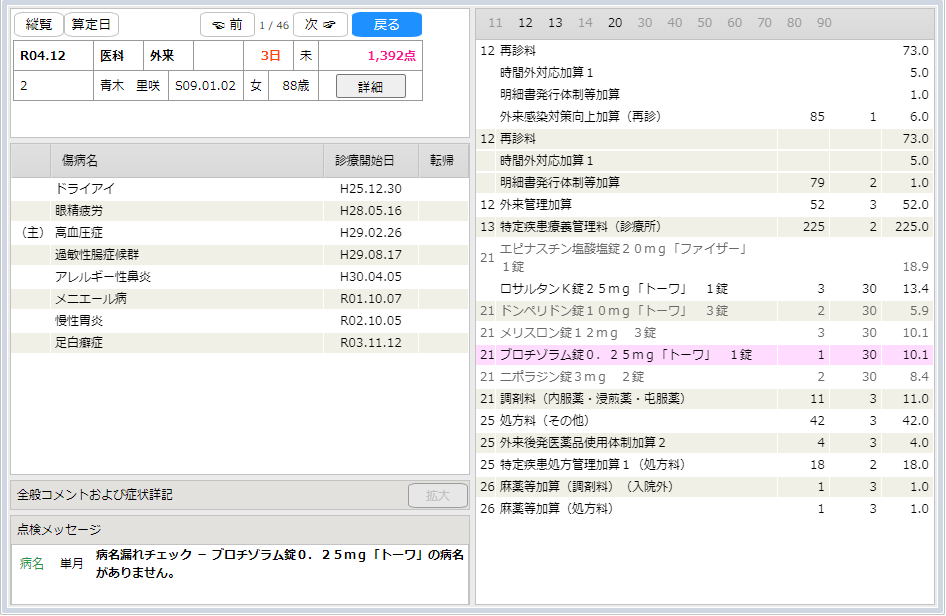 縦覧 算定日 前 1 / 46 次 戻る
R04.12 医科 外来 3日 未 1,392点
2 青木 里咲 S09.01.02 女 88歳 詳細
傷病名 診療開始日 転帰
ドライアイ H25.12.30
眼精疲労 H28.05.16
（主） 高血圧症 H29.02.26
過敏性腸症候群 H29.08.17
アレルギー性鼻炎 H30.04.05
メニエール病 R01.10.07
慢性胃炎 R02.10.05
足白癬症 R03.11.12
全般コメントおよび症状詳記 拡大
点検メッセージ
病名 単月 病名漏れチェック － ブロチゾラム錠０．２５ｍｇ「トーワ」の病名
がありません。
11 12 13 14 20 30 40 50 60 70 80 90
12 再診料 73.0
時間外対応加算１ 5.0
明細書発行体制等加算 1.0
外来感染対策向上加算（再診） 85 1 6.0
12 再診料 73.0
時間外対応加算１ 5.0
明細書発行体制等加算 79 2 1.0
12 外来管理加算 52 3 52.0
13 特定疾患療養管理料（診療所） 225 2 225.0
21 エピナスチン塩酸塩錠２０ｍｇ「ファイザー」
１錠 18.9
ロサルタンＫ錠２５ｍｇ「トーワ」 １錠 3 30 13.4
21 ドンペリドン錠１０ｍｇ「トーワ」 ３錠 2 30 5.9
21 メリスロン錠１２ｍｇ ３錠 3 30 10.1
21 ブロチゾラム錠０．２５ｍｇ「トーワ」 １錠 1 30 10.1
21 ニポラジン錠３ｍｇ ２錠 2 30 8.4
21 調剤料（内服薬・浸煎薬・屯服薬） 11 3 11.0
25 処方料（その他） 42 3 42.0
25 外来後発医薬品使用体制加算２ 4 3 4.0
25 特定疾患処方管理加算１（処方料） 18 2 18.0
26 麻薬等加算（調剤料）（入院外） 1 3 1.0
26 麻薬等加算（処方料） 1 3 1.0